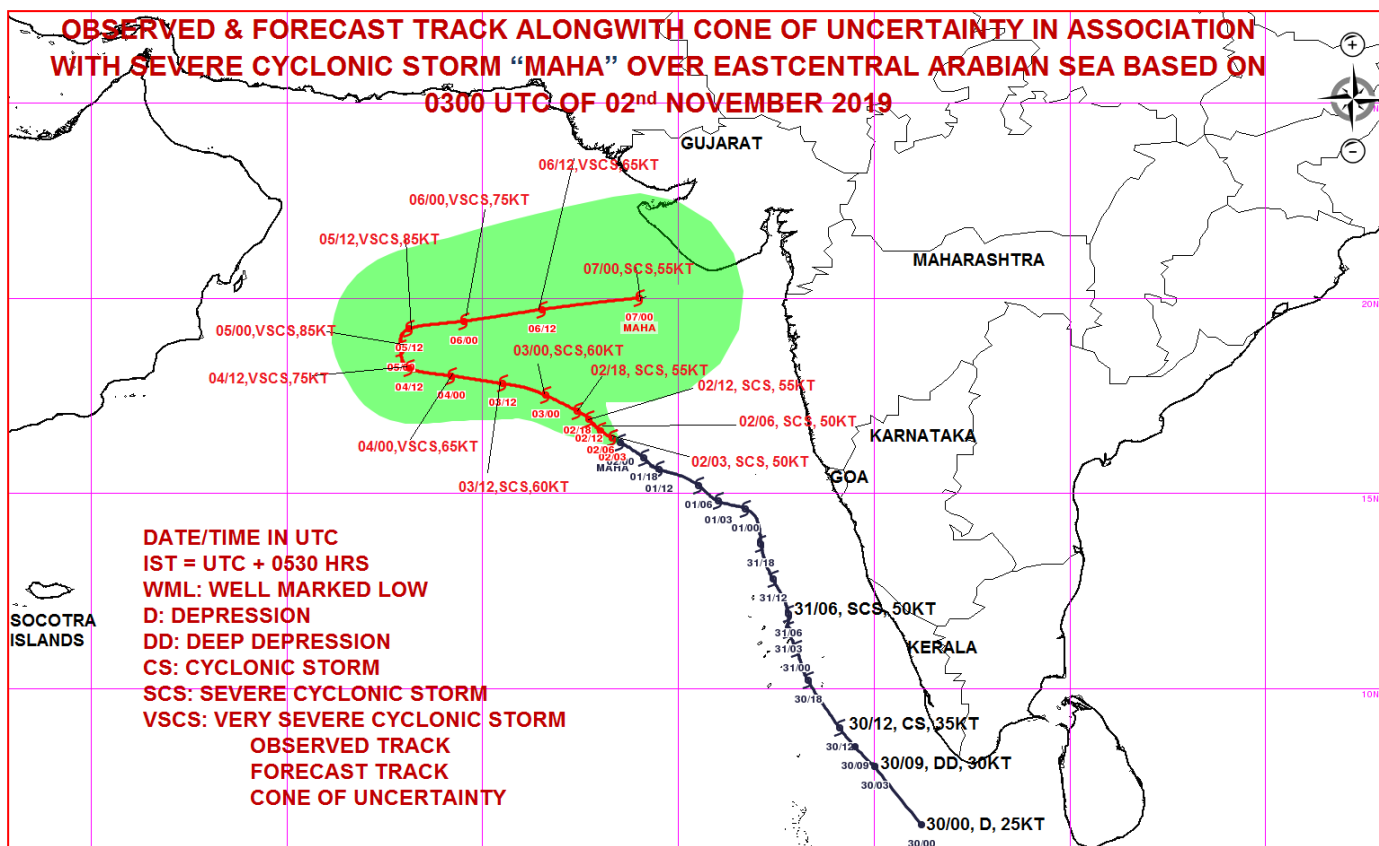 OBSERVED & FORECAST TRACK ALONGWITH CONE OF UNCERTAINTY IN ASSOCIATION
WITH SEVERE CYCLONIC STORM “MAHA” OVER EASTCENTRAL ARABIAN SEA BASED ON
0300 UTC OF 02nd NOVEMBER 2019
GUJARAT
06/12,VSCS,65KT
06/00,VSCS,75KT
05/12,VSCS,85KT
MAHARASHTRA
07/00,SCS,55KT
20N
07/00
MAHA
06/12
05/00,VSCS,85KT
06/00
05/12
03/00,SCS,60KT
02/18, SCS, 55KT
04/12,VSCS,75KT
02/12, SCS, 55KT
04/12
04/00
03/12
03/00
02/06, SCS, 50KT
02/18
02/12
KARNATAKA
04/00,VSCS,65KT
02/06
02/03
02/00
MAHA
02/03, SCS, 50KT
01/18
01/12
GOA
03/12,SCS,60KT
15N
01/06
01/03
01/00
DATE/TIME IN UTC
IST = UTC + 0530 HRS
31/18
WML: WELL MARKED LOW
31/12
SOCOTRA
ISLANDS
D: DEPRESSION
31/06, SCS, 50KT
31/06
DD: DEEP DEPRESSION
31/03
KERALA
CS: CYCLONIC STORM
31/00
SCS: SEVERE CYCLONIC STORM
10N
30/18
VSCS: VERY SEVERE CYCLONIC STORM
30/12, CS, 35KT
OBSERVED TRACK
30/12
30/09
30/09, DD, 30KT
FORECAST TRACK
30/03
CONE OF UNCERTAINTY
30/00, D, 25KT
30/00